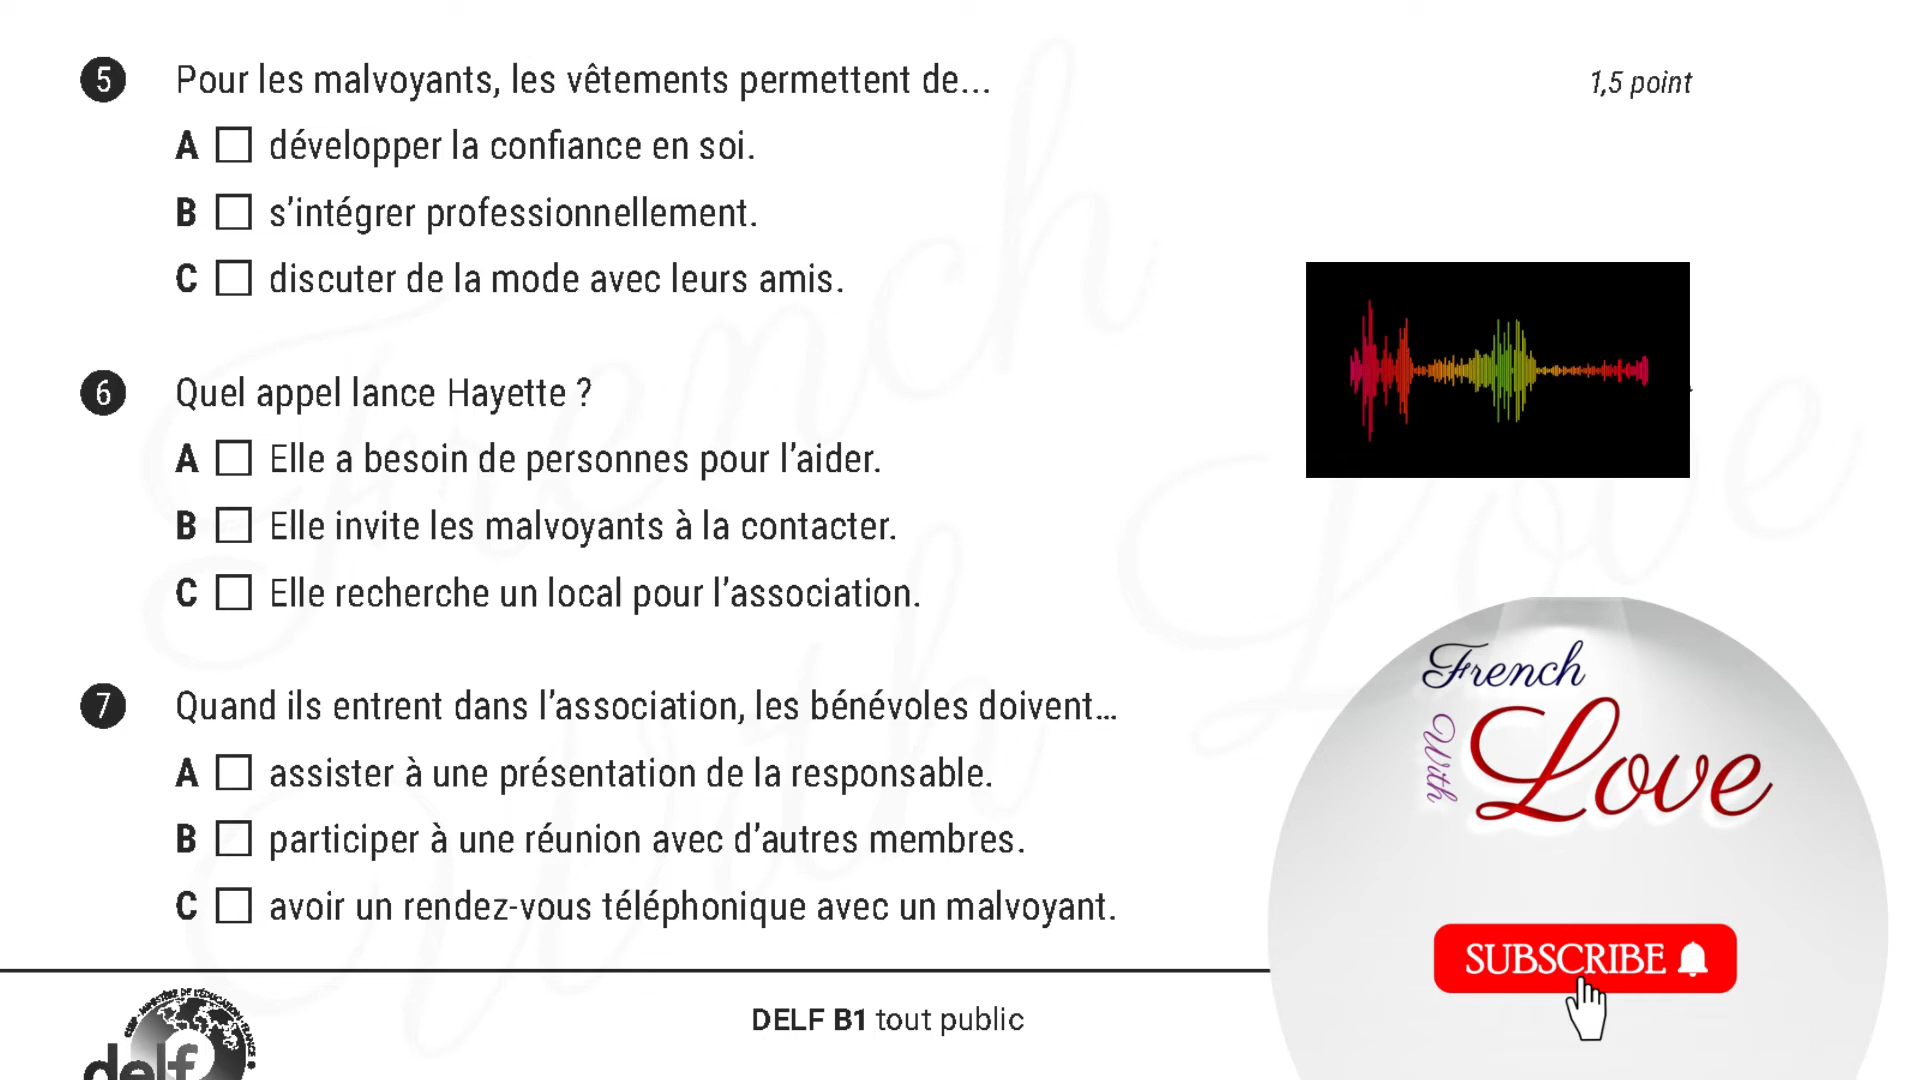 5 Pour les malvoyants, les vêtements permettent de... 1,5 point
A développer la confiance en soi.
B s’intégrer professionnellement.
C discuter de la mode avec leurs amis.
6 Quel appel lance Hayette ?
A Elle a besoin de personnes pour l’aider.
B Elle invite les malvoyants à la contacter.
C Elle recherche un local pour l’association.
7 Quand ils entrent dans l’association, les bénévoles doivent...
A assister à une présentation de la responsable.
B participer à une réunion avec d’autres membres.
C avoir un rendez-vous téléphonique avec un malvoyant.
French
With
Love
SUBSCRIBE
DELF B1 tout public
delf
French
With
Love